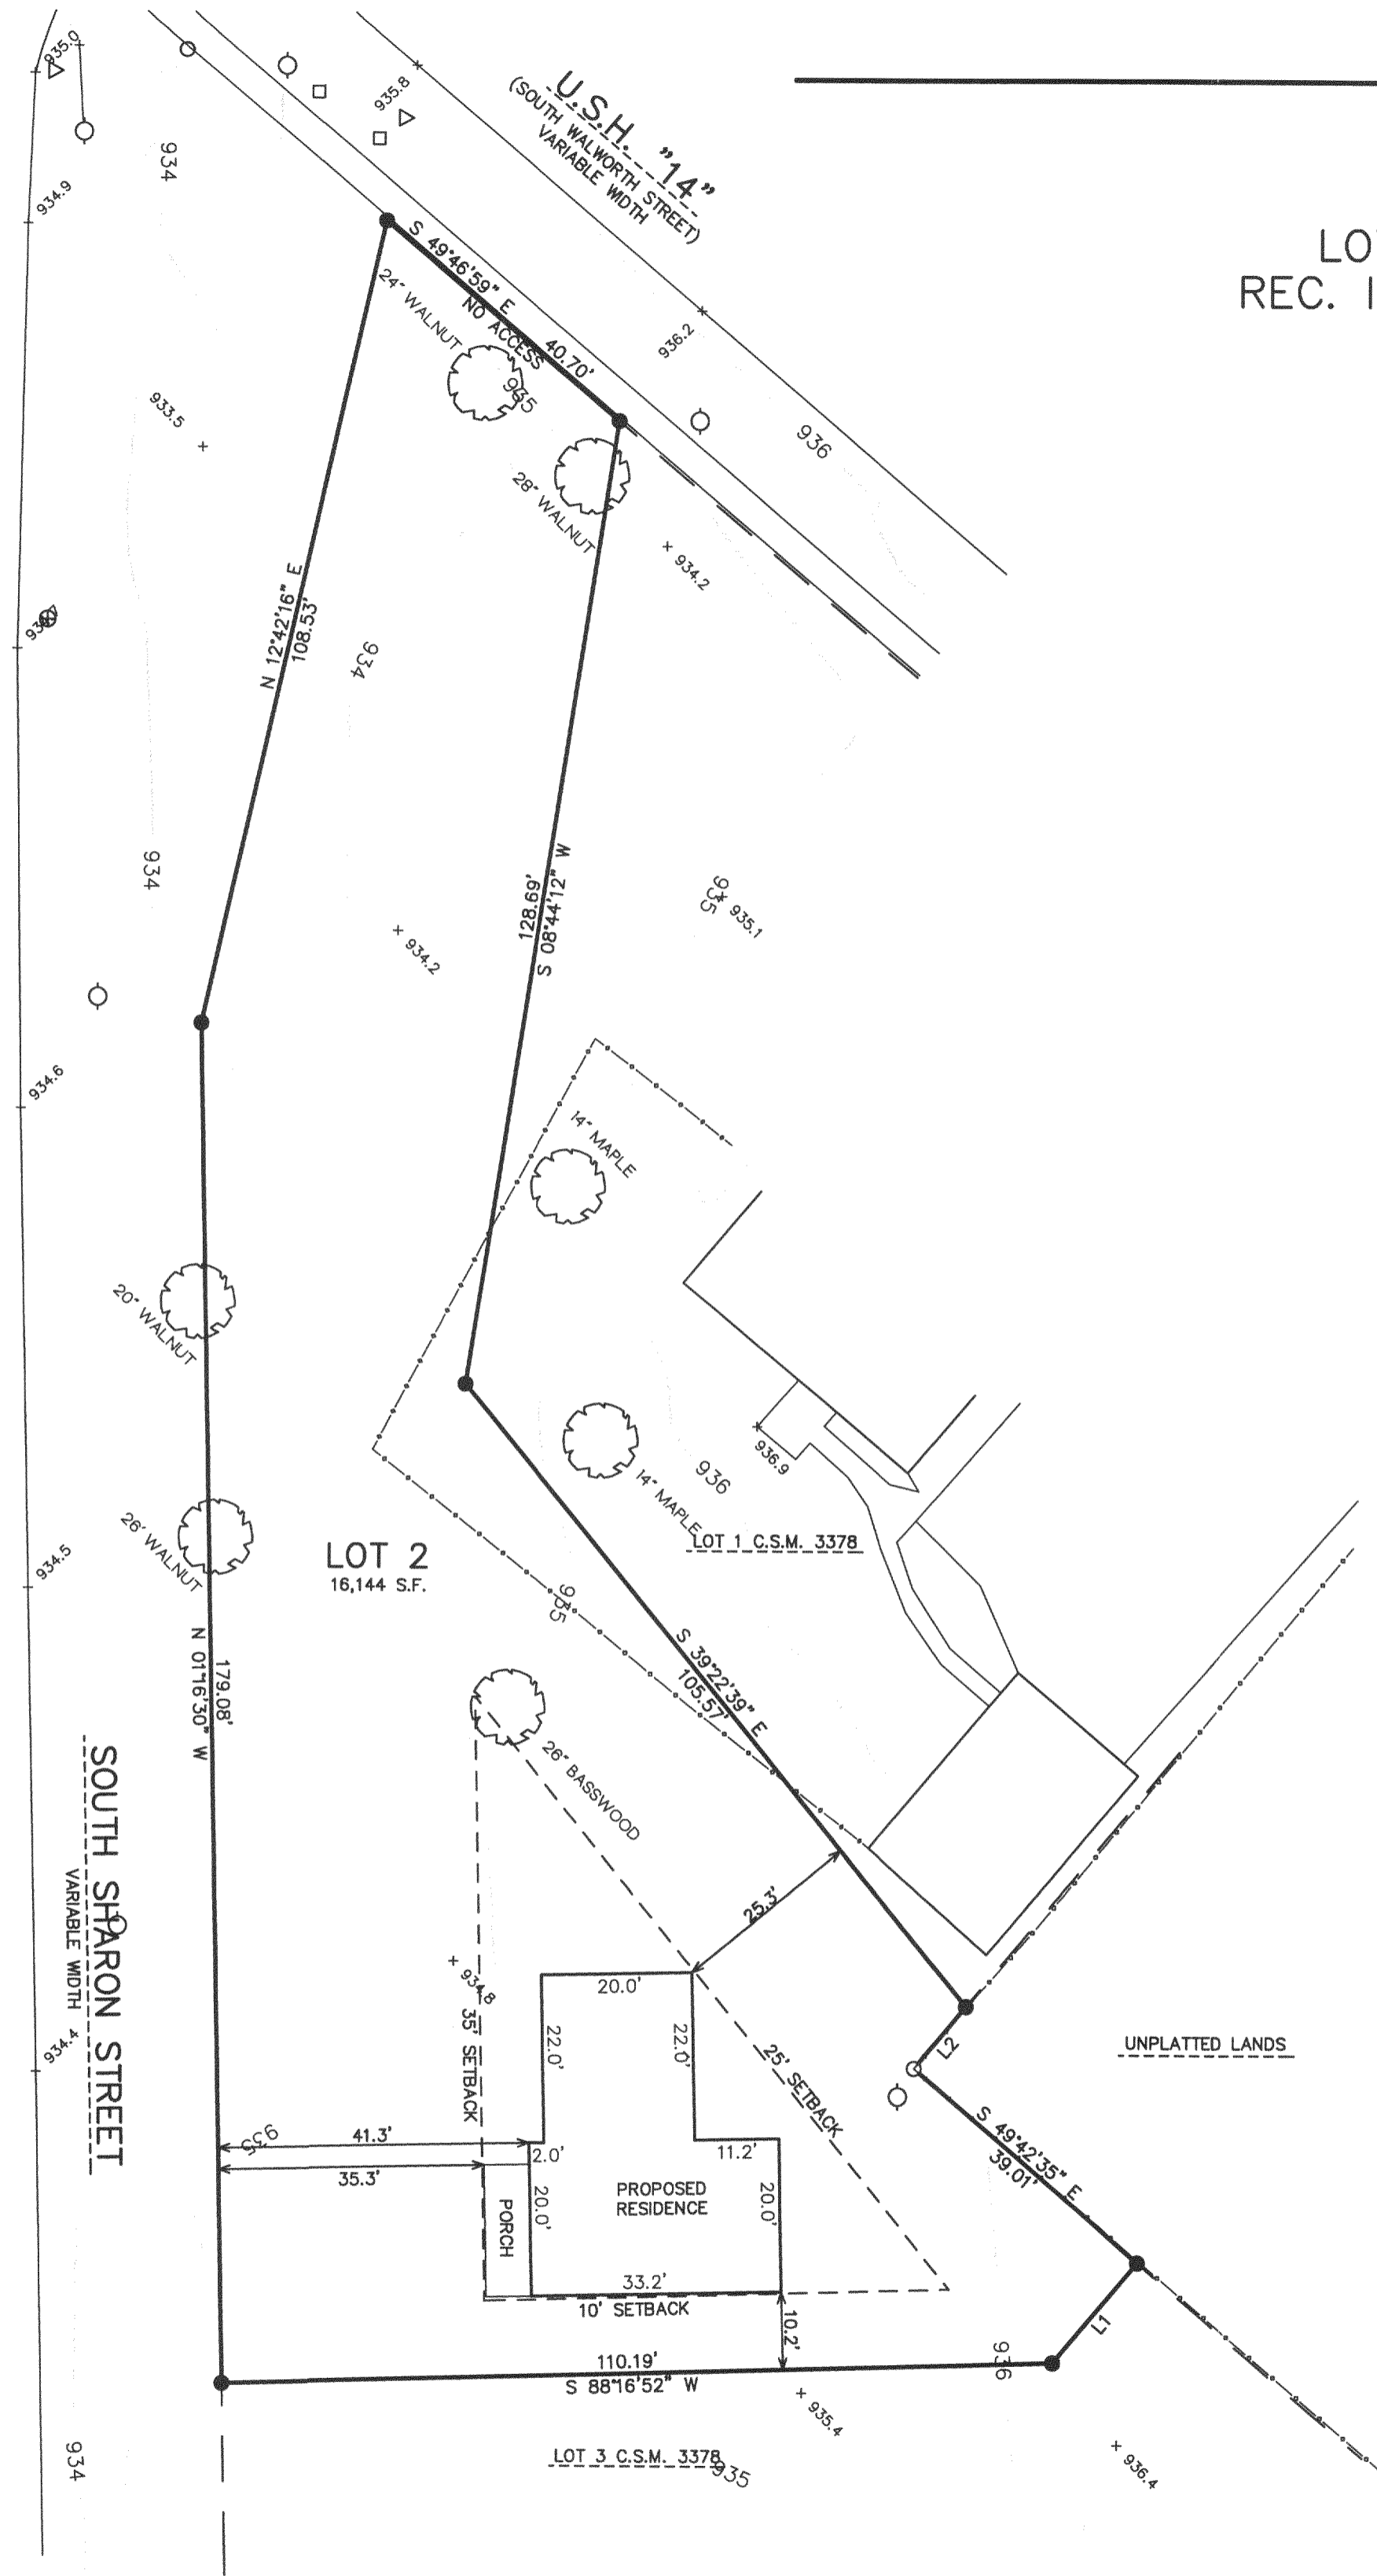 935.0
935.8
U.S.H. "14"
(SOUTH WALWORTH STREET)
VARIABLE WIDTH
934
934.9
LO
REC. I
S 49°46'59" E
NO ACCESS
40.70'
24" WALNUT
936.2
935
936
933.5
28" WALNUT
934.2
N 12°42'16" E
108.53'
934
934
128.69'
S 08°44'12" W
935
935.1
934.2
934.6
14" MAPLE
20" WALNUT
936.9
936
14" MAPLE
LOT 1 C.S.M. 3378
26" WALNUT
934.5
LOT 2
16,144 S.F.
935
N 01°16'30" W
179.08'
S 39°22'39" E
105.57'
26" BASSWOOD
SOUTH SHARON STREET
VARIABLE WIDTH
25.3'
934.8
20.0'
35' SETBACK
22.0'
22.0'
25' SETBACK
L2
UNPLATTED LANDS
934.4
935
41.3'
2.0'
11.2'
35.3'
S 49°42'35" E
39.01'
PROPOSED
RESIDENCE
PORCH
20.0'
20.0'
33.2'
10' SETBACK
10.2'
L1
110.19'
S 88°16'52" W
936
935.4
934
LOT 3 C.S.M. 3378
935
936.4